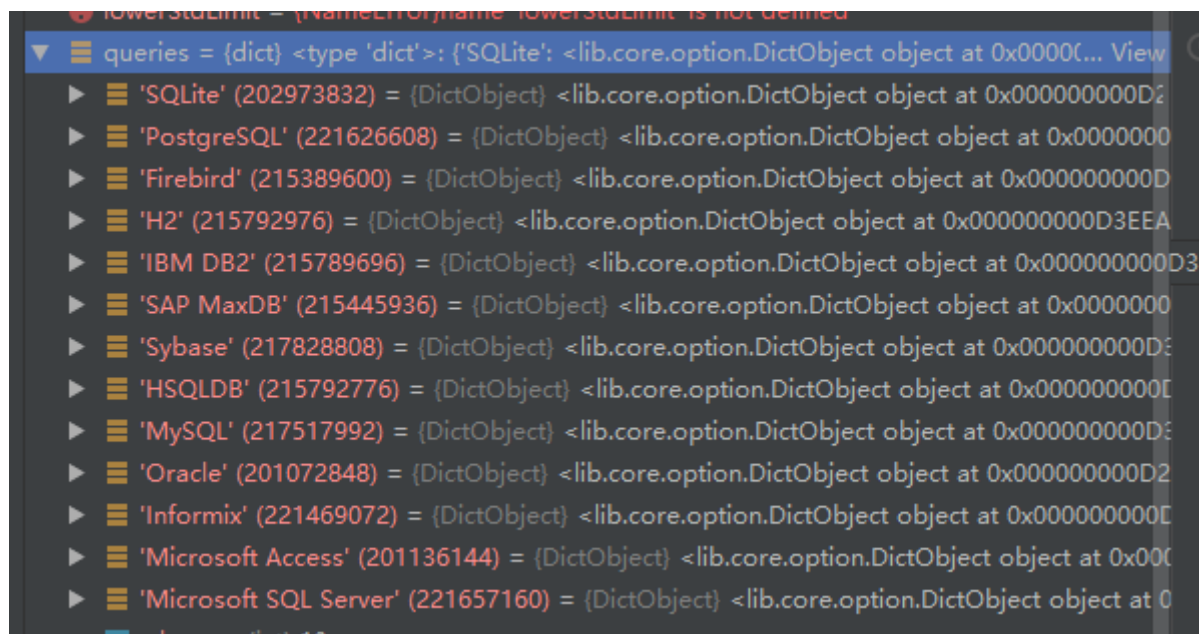 lowerStdLimit = {NameError}name 'lowerStdLimit' is not defined
queries = {dict} <type 'dict'>: {'SQLite': <lib.core.option.DictObject object at 0x0000(... View
'SQLite' (202973832) = {DictObject} <lib.core.option.DictObject object at 0x000000000D2
'PostgreSQL' (221626608) = {DictObject} <lib.core.option.DictObject object at 0x0000000
'Firebird' (215389600) = {DictObject} <lib.core.option.DictObject object at 0x000000000D
'H2' (215792976) = {DictObject} <lib.core.option.DictObject object at 0x000000000D3EEA
'IBM DB2' (215789696) = {DictObject} <lib.core.option.DictObject object at 0x000000000D3
'SAP MaxDB' (215445936) = {DictObject} <lib.core.option.DictObject object at 0x0000000
'Sybase' (217828808) = {DictObject} <lib.core.option.DictObject object at 0x000000000D3
'HSQLDB' (215792776) = {DictObject} <lib.core.option.DictObject object at 0x000000000D
'MySQL' (217517992) = {DictObject} <lib.core.option.DictObject object at 0x000000000D3
'Oracle' (201072848) = {DictObject} <lib.core.option.DictObject object at 0x000000000D2
'Informix' (221469072) = {DictObject} <lib.core.option.DictObject object at 0x000000000D
'Microsoft Access' (201136144) = {DictObject} <lib.core.option.DictObject object at 0x000
'Microsoft SQL Server' (221657160) = {DictObject} <lib.core.option.DictObject object at 0